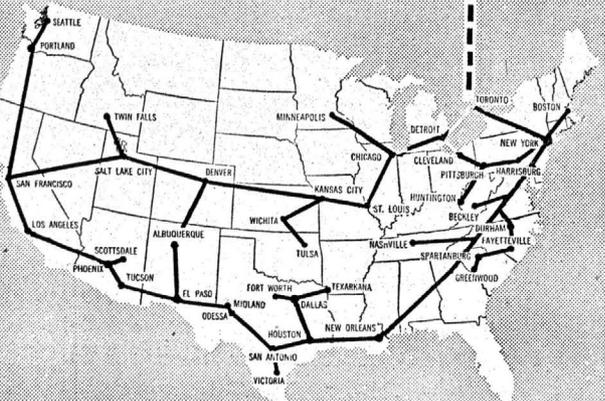 SEATTLE
PORTLAND
TWIN FALLS
MINNEAPOLIS
TORONTO
BOSTON
DETROIT
NEW YORK
CHICAGO
CLEVELAND
PITTSBURGH
HARRISBURG
SALT LAKE CITY
DENVER
SAN FRANCISCO
KANSAS CITY
HUNTINGTON
ST. LOUIS
BECKLEY
WICHITA
LOS ANGELES
ALBUQUERQUE
DURHAM
NASHVILLE
FAYETTEVILLE
TULSA
SCOTTSDALE
SPARTANBURG
PHOENIX
TUCSON
GREENWOOD
FORT WORTH
TEXARKANA
EL PASO
MIDLAND
DALLAS
ODESSA
HOUSTON
NEW ORLEANS
SAN ANTONIO
VICTORIA